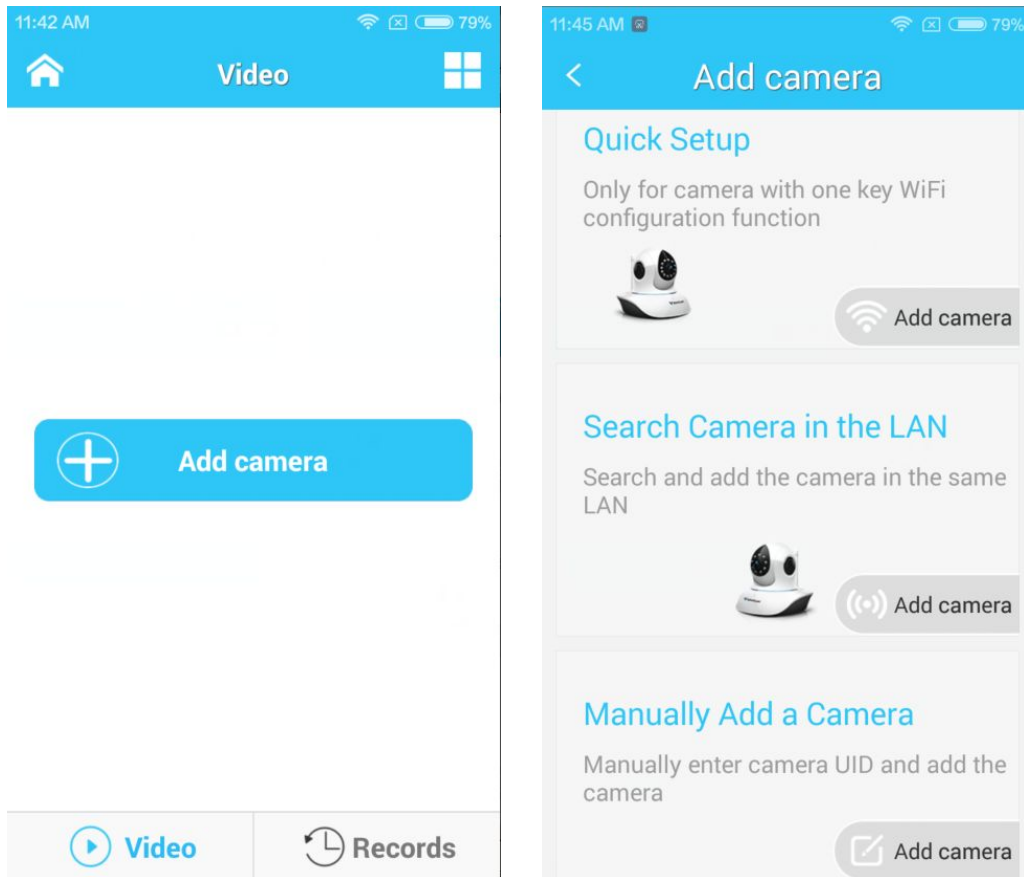 11:42 AM
79%
Video
Add camera
Video
Records
11:45 AM
79%
Add camera
Quick Setup
Only for camera with one key WiFi
configuration function
Add camera
Search Camera in the LAN
Search and add the camera in the same
LAN
Add camera
Manually Add a Camera
Manually enter camera UID and add the
camera
Add camera